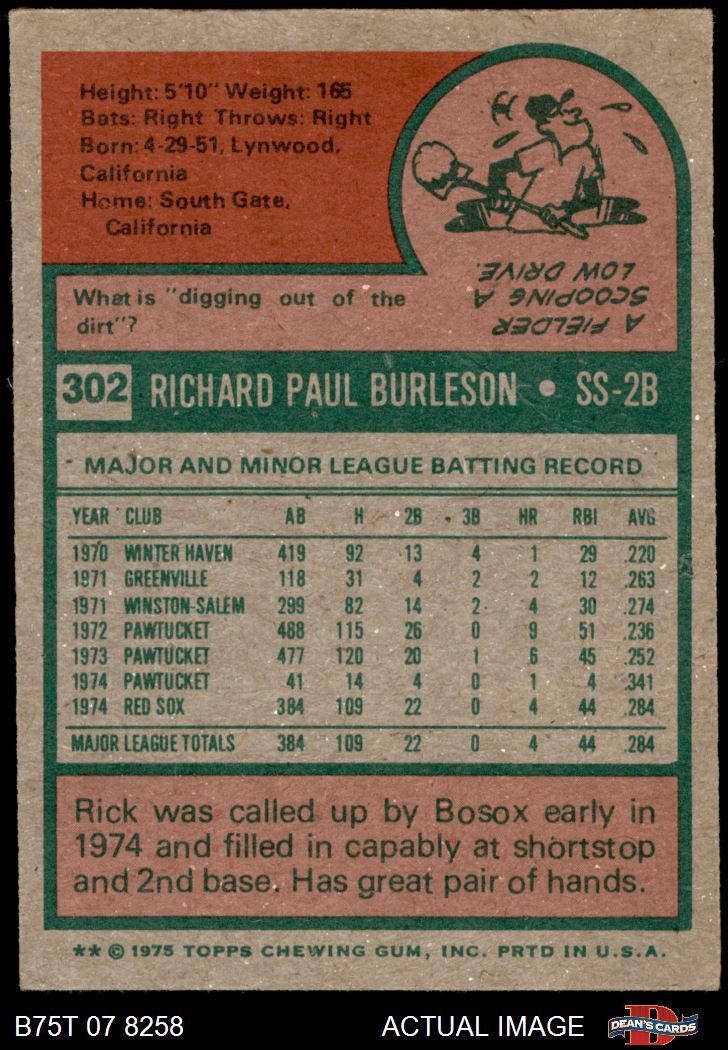 Height: 5'10" Weight: 165
Bats: Right Throws: Right
Born: 4-29-51, Lynwood,
California
Home: South Gate,
California
What is "digging out of the
dirt"?
A FIELDER
SCOOPING A
LOW DRIVE.
302 RICHARD PAUL BURLESON • SS-2B
MAJOR AND MINOR LEAGUE BATTING RECORD
YEAR CLUB AB H 2B 3B HR RBI AVG
1970 WINTER HAVEN 419 92 13 4 1 29 .220
1971 GREENVILLE 118 31 4 2 2 12 .263
1971 WINSTON-SALEM 299 82 14 2 4 30 .274
1972 PAWTUCKET 488 115 26 0 9 51 .236
1973 PAWTUCKET 477 120 20 1 6 45 .252
1974 PAWTUCKET 41 14 4 0 1 4 .341
1974 RED SOX 384 109 22 0 4 44 .284
MAJOR LEAGUE TOTALS 384 109 22 0 4 44 .284
Rick was called up by Bosox early in
1974 and filled in capably at shortstop
and 2nd base. Has great pair of hands.
** © 1975 TOPPS CHEWING GUM, INC. PRTD IN U.S.A.
B75T 07 8258 ACTUAL IMAGE DEAN'S CARDS